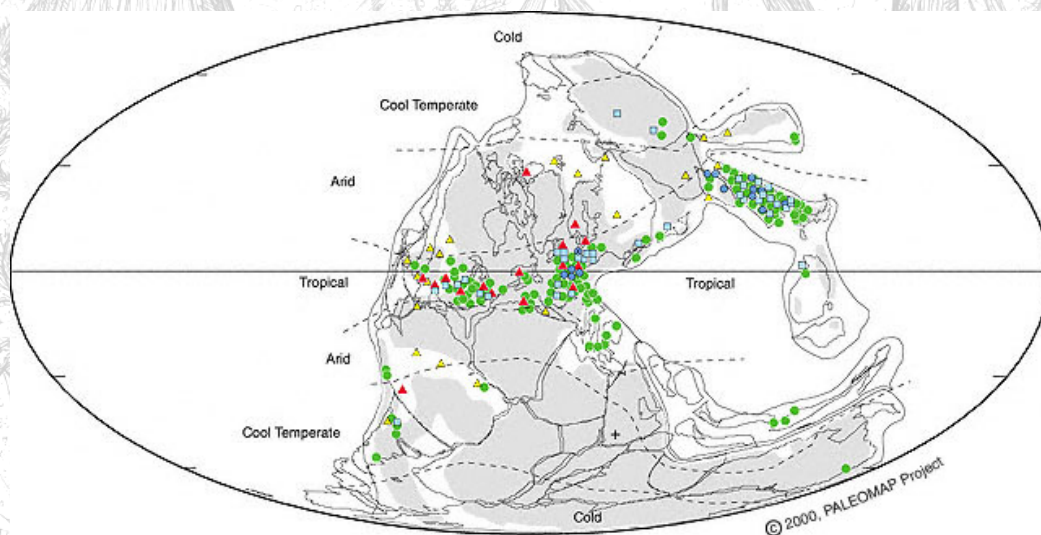 Cold
Cool Temperate
Arid
Tropical
Tropical
Arid
Cool Temperate
Cold
© 2000, PALEOMAP Project